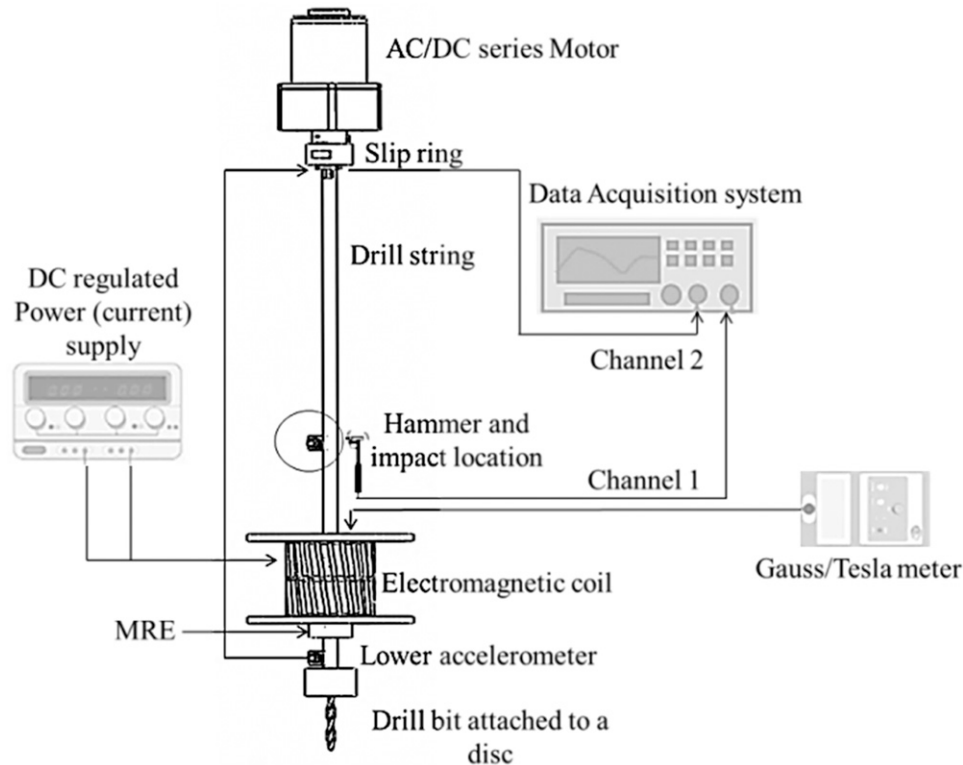 AC/DC series Motor
Slip ring
Data Acquisition system
Drill string
DC regulated
Power (current)
supply
Channel 2
Hammer and
impact location
Channel 1
Gauss/Tesla meter
Electromagnetic coil
MRE
Lower accelerometer
Drill bit attached to a
disc